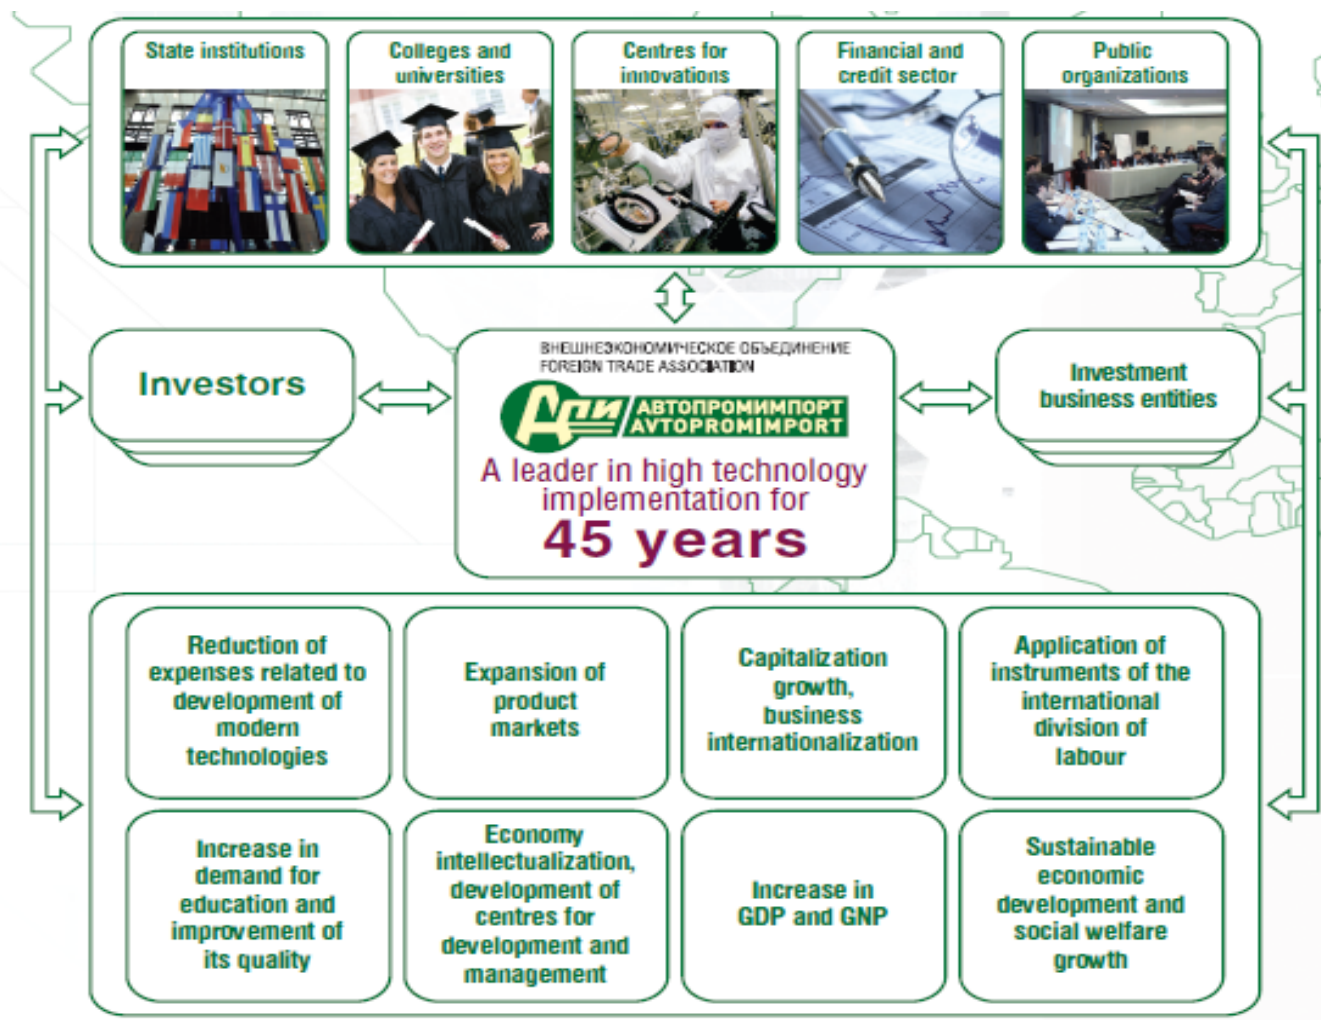 State institutions
Colleges and
universities
Centres for
innovations
Financial and
credit sector
Public
organizations
Investors
ВНЕШНЕЭКОНОМИЧЕСКОЕ ОБЪЕДИНЕНИЕ
FOREIGN TRADE ASSOCIATION
АПИ
АВТОПРОМИМПОРТ
AVTOPROMIMPORT
A leader in high technology
implementation for
45 years
Investment
business entities
Reduction of
expenses related to
development of
modern
technologies
Expansion of
product
markets
Capitalization
growth,
business
internationalization
Application of
instruments of the
international
division of
labour
Increase in
demand for
education and
improvement of
its quality
Economy
intellectualization,
development of
centres for
development and
management
Increase in
GDP and GNP
Sustainable
economic
development and
social welfare
growth